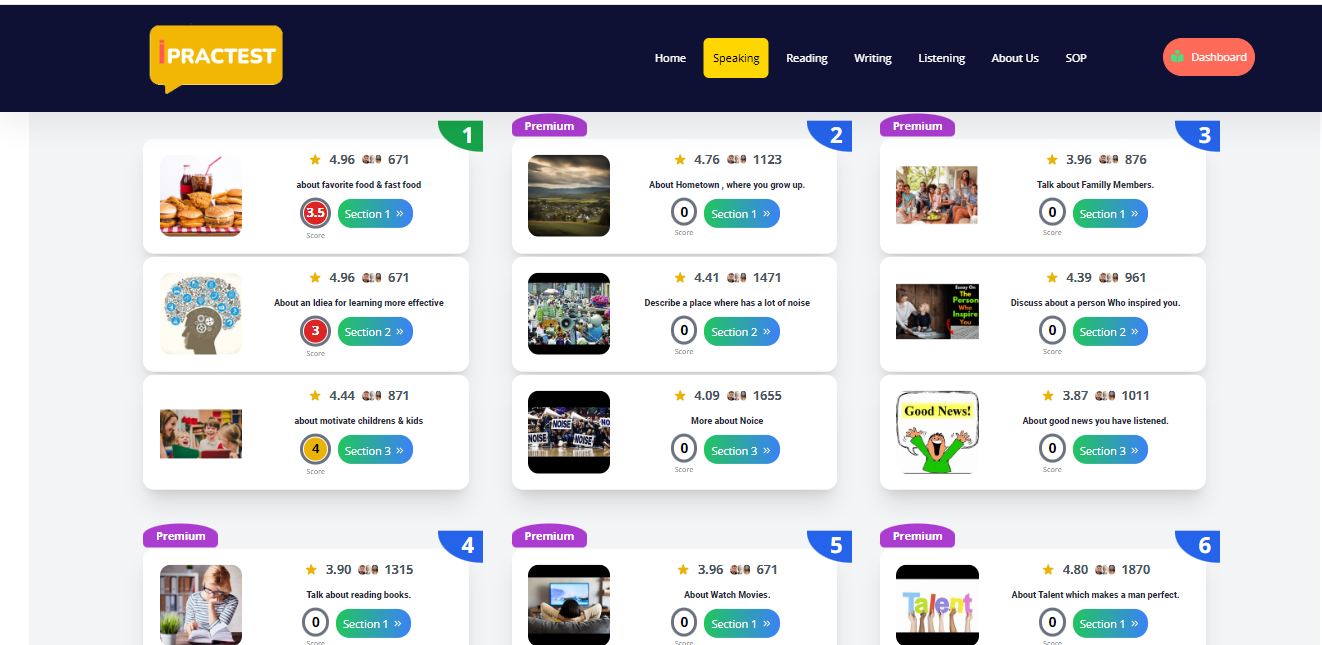 iPRACTEST
Home Speaking Reading Writing Listening About Us SOP Dashboard
1
4.96 671
about favorite food & fast food
3.5 Section 1 »
Score
4.96 671
About an Idiea for learning more effective
3 Section 2 »
Score
4.44 871
about motivate childrens & kids
4 Section 3 »
Score
Premium 2
4.76 1123
About Hometown , where you grow up.
0 Section 1 »
Score
4.41 1471
Describe a place where has a lot of noise
0 Section 2 »
Score
NOISE NOISE NO
4.09 1655
More about Noice
0 Section 3 »
Score
Premium 3
3.96 876
Talk about Familly Members.
0 Section 1 »
Score
Essay On
The
Person
Who
Inspire
You
4.39 961
Discuss about a person Who inspired you.
0 Section 2 »
Score
Good News!
3.87 1011
About good news you have listened.
0 Section 3 »
Score
Premium 4
3.90 1315
Talk about reading books.
0 Section 1 »
Score
Premium 5
3.96 671
About Watch Movies.
0 Section 1 »
Score
Premium 6
Talent
4.80 1870
About Talent which makes a man perfect.
0 Section 1 »
Score